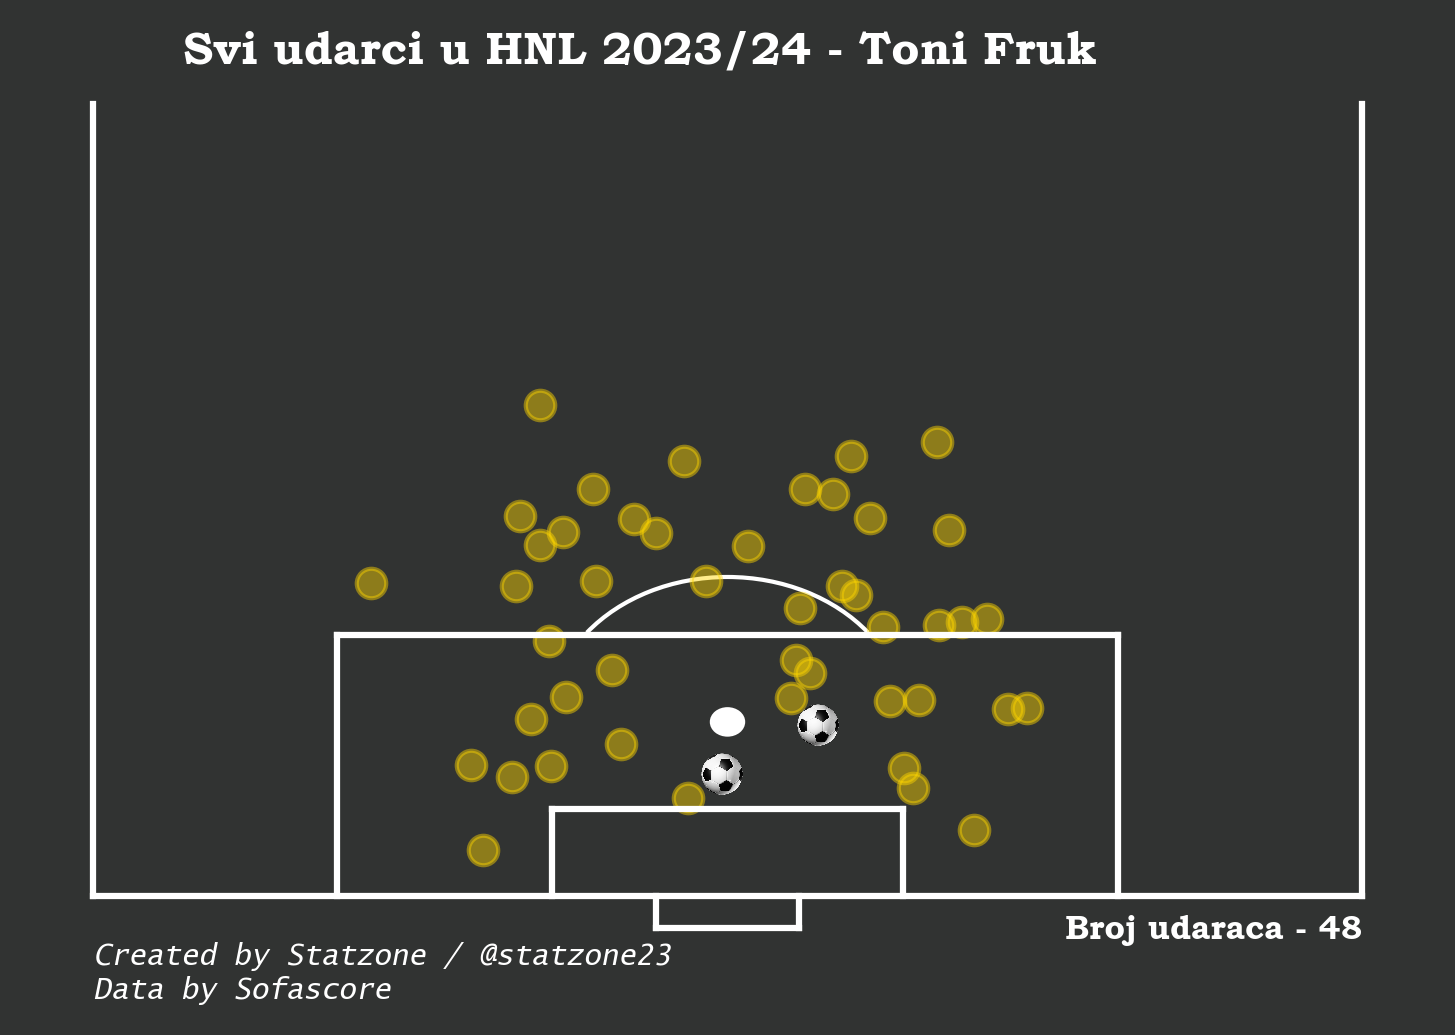 Svi udarci u HNL 2023/24 - Toni Fruk
Broj udaraca - 48
Created by Statzone / @statzone23
Data by Sofascore